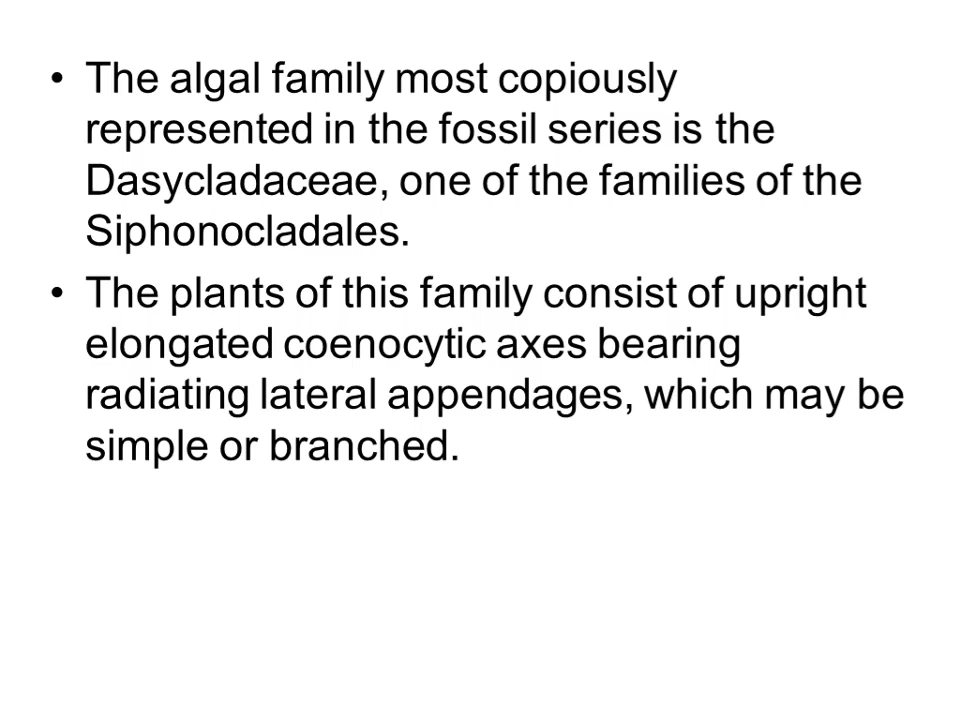 • The algal family most copiously
represented in the fossil series is the
Dasycladaceae, one of the families of the
Siphonocladales.
• The plants of this family consist of upright
elongated coenocytic axes bearing
radiating lateral appendages, which may be
simple or branched.